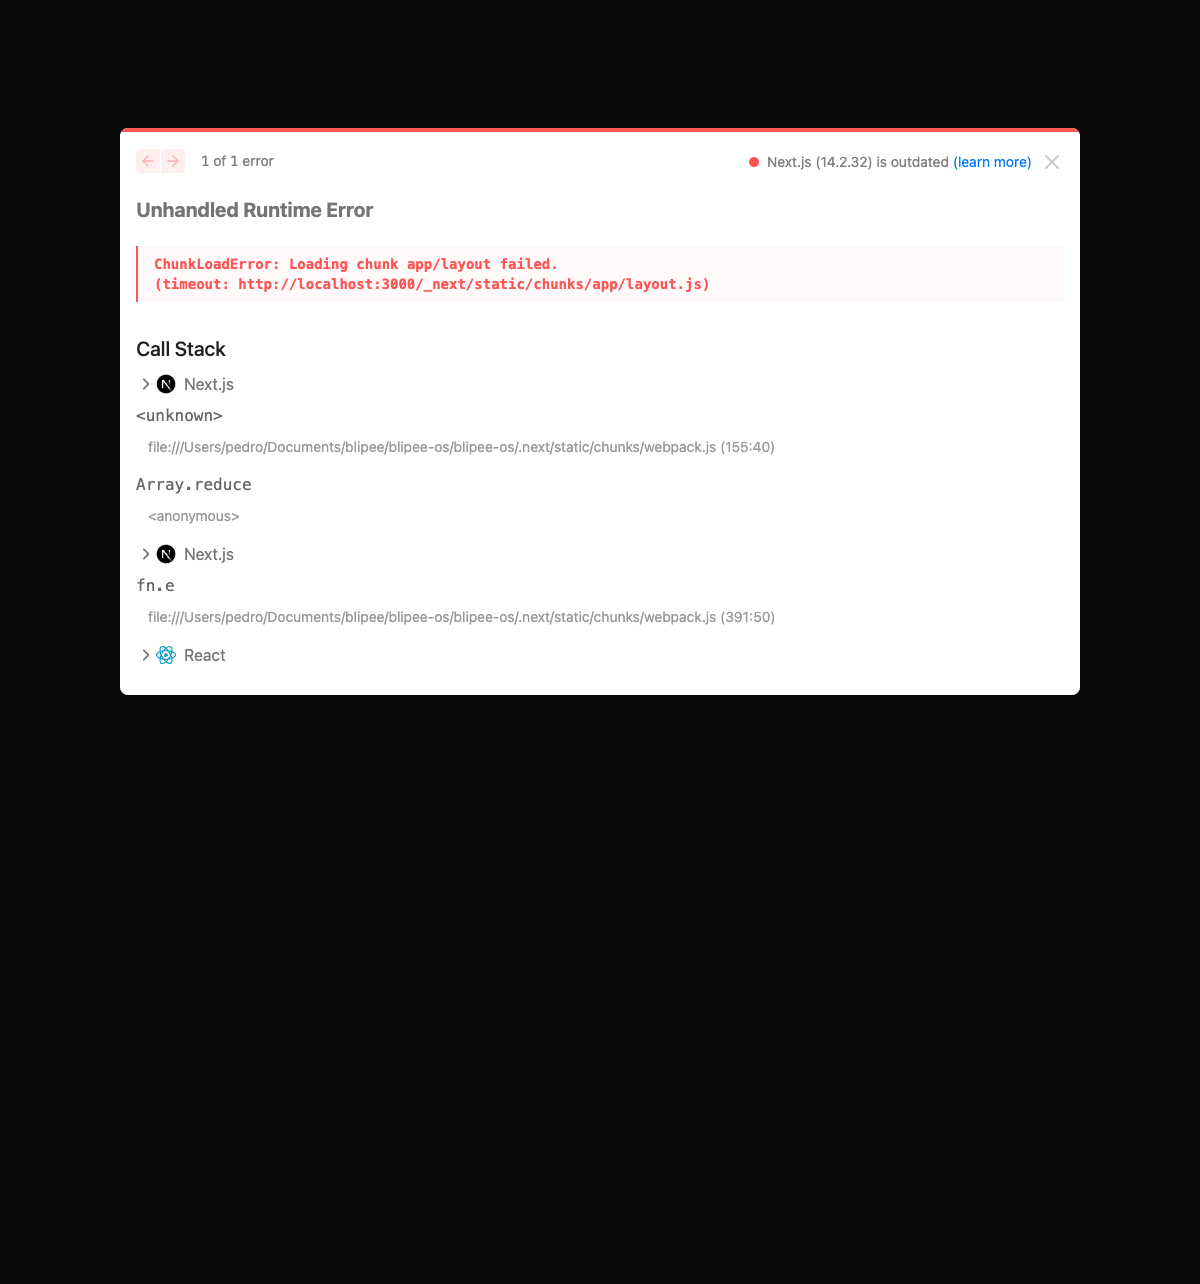 1 of 1 error
Next.js (14.2.32) is outdated (learn more)
Unhandled Runtime Error
ChunkLoadError: Loading chunk app/layout failed.
(timeout: http://localhost:3000/_next/static/chunks/app/layout.js)
Call Stack
N Next.js
<unknown>
file:///Users/pedro/Documents/blipee/blipee-os/blipee-os/.next/static/chunks/webpack.js (155:40)
Array.reduce
<anonymous>
N Next.js
fn.e
file:///Users/pedro/Documents/blipee/blipee-os/blipee-os/.next/static/chunks/webpack.js (391:50)
React